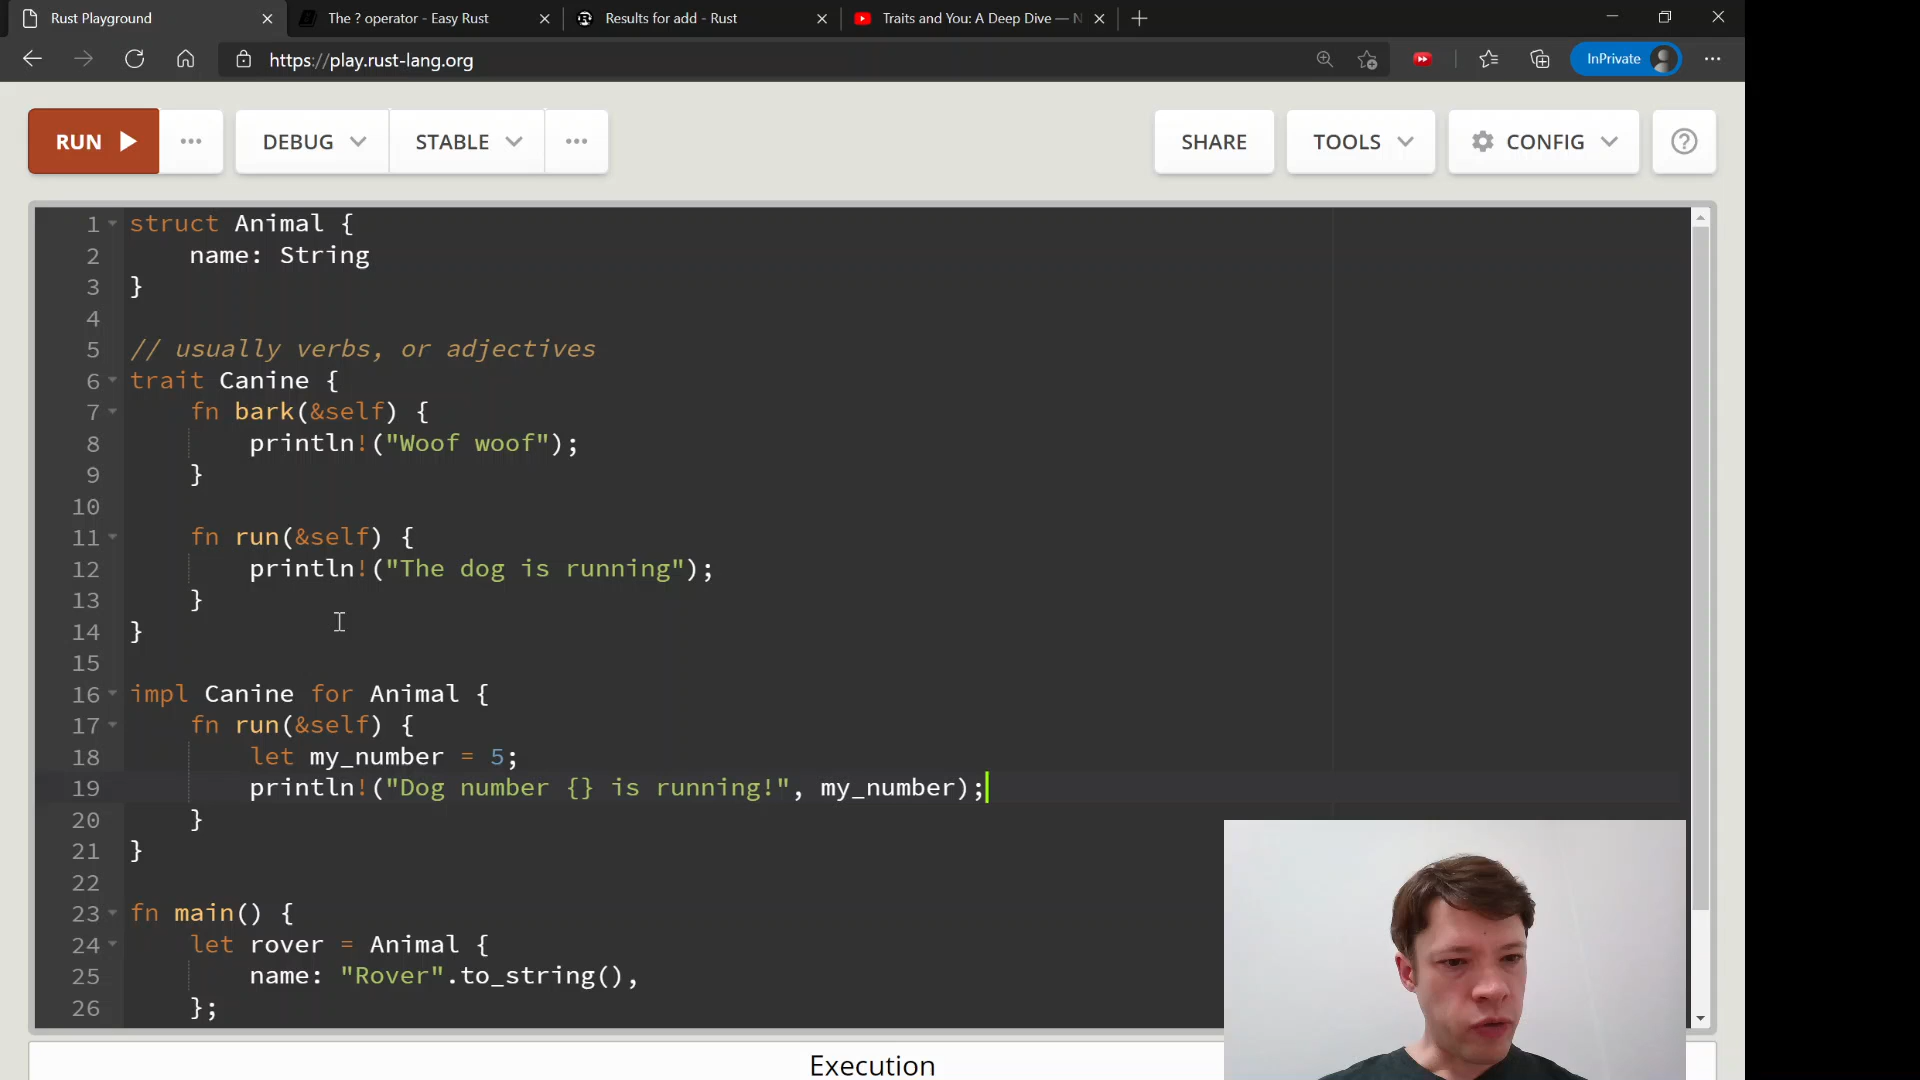 Rust Playground
The ? operator - Easy Rust
Results for add - Rust
Traits and You: A Deep Dive — N
https://play.rust-lang.org
InPrivate
RUN
DEBUG
STABLE
SHARE
TOOLS
CONFIG
1 struct Animal {
2     name: String
3 }
4
5 // usually verbs, or adjectives
6 trait Canine {
7     fn bark(&self) {
8         println!("Woof woof");
9     }
10
11     fn run(&self) {
12         println!("The dog is running");
13     }
14 }
15
16 impl Canine for Animal {
17     fn run(&self) {
18         let my_number = 5;
19         println!("Dog number {} is running!", my_number);
20     }
21 }
22
23 fn main() {
24     let rover = Animal {
25         name: "Rover".to_string(),
26     };
Execution